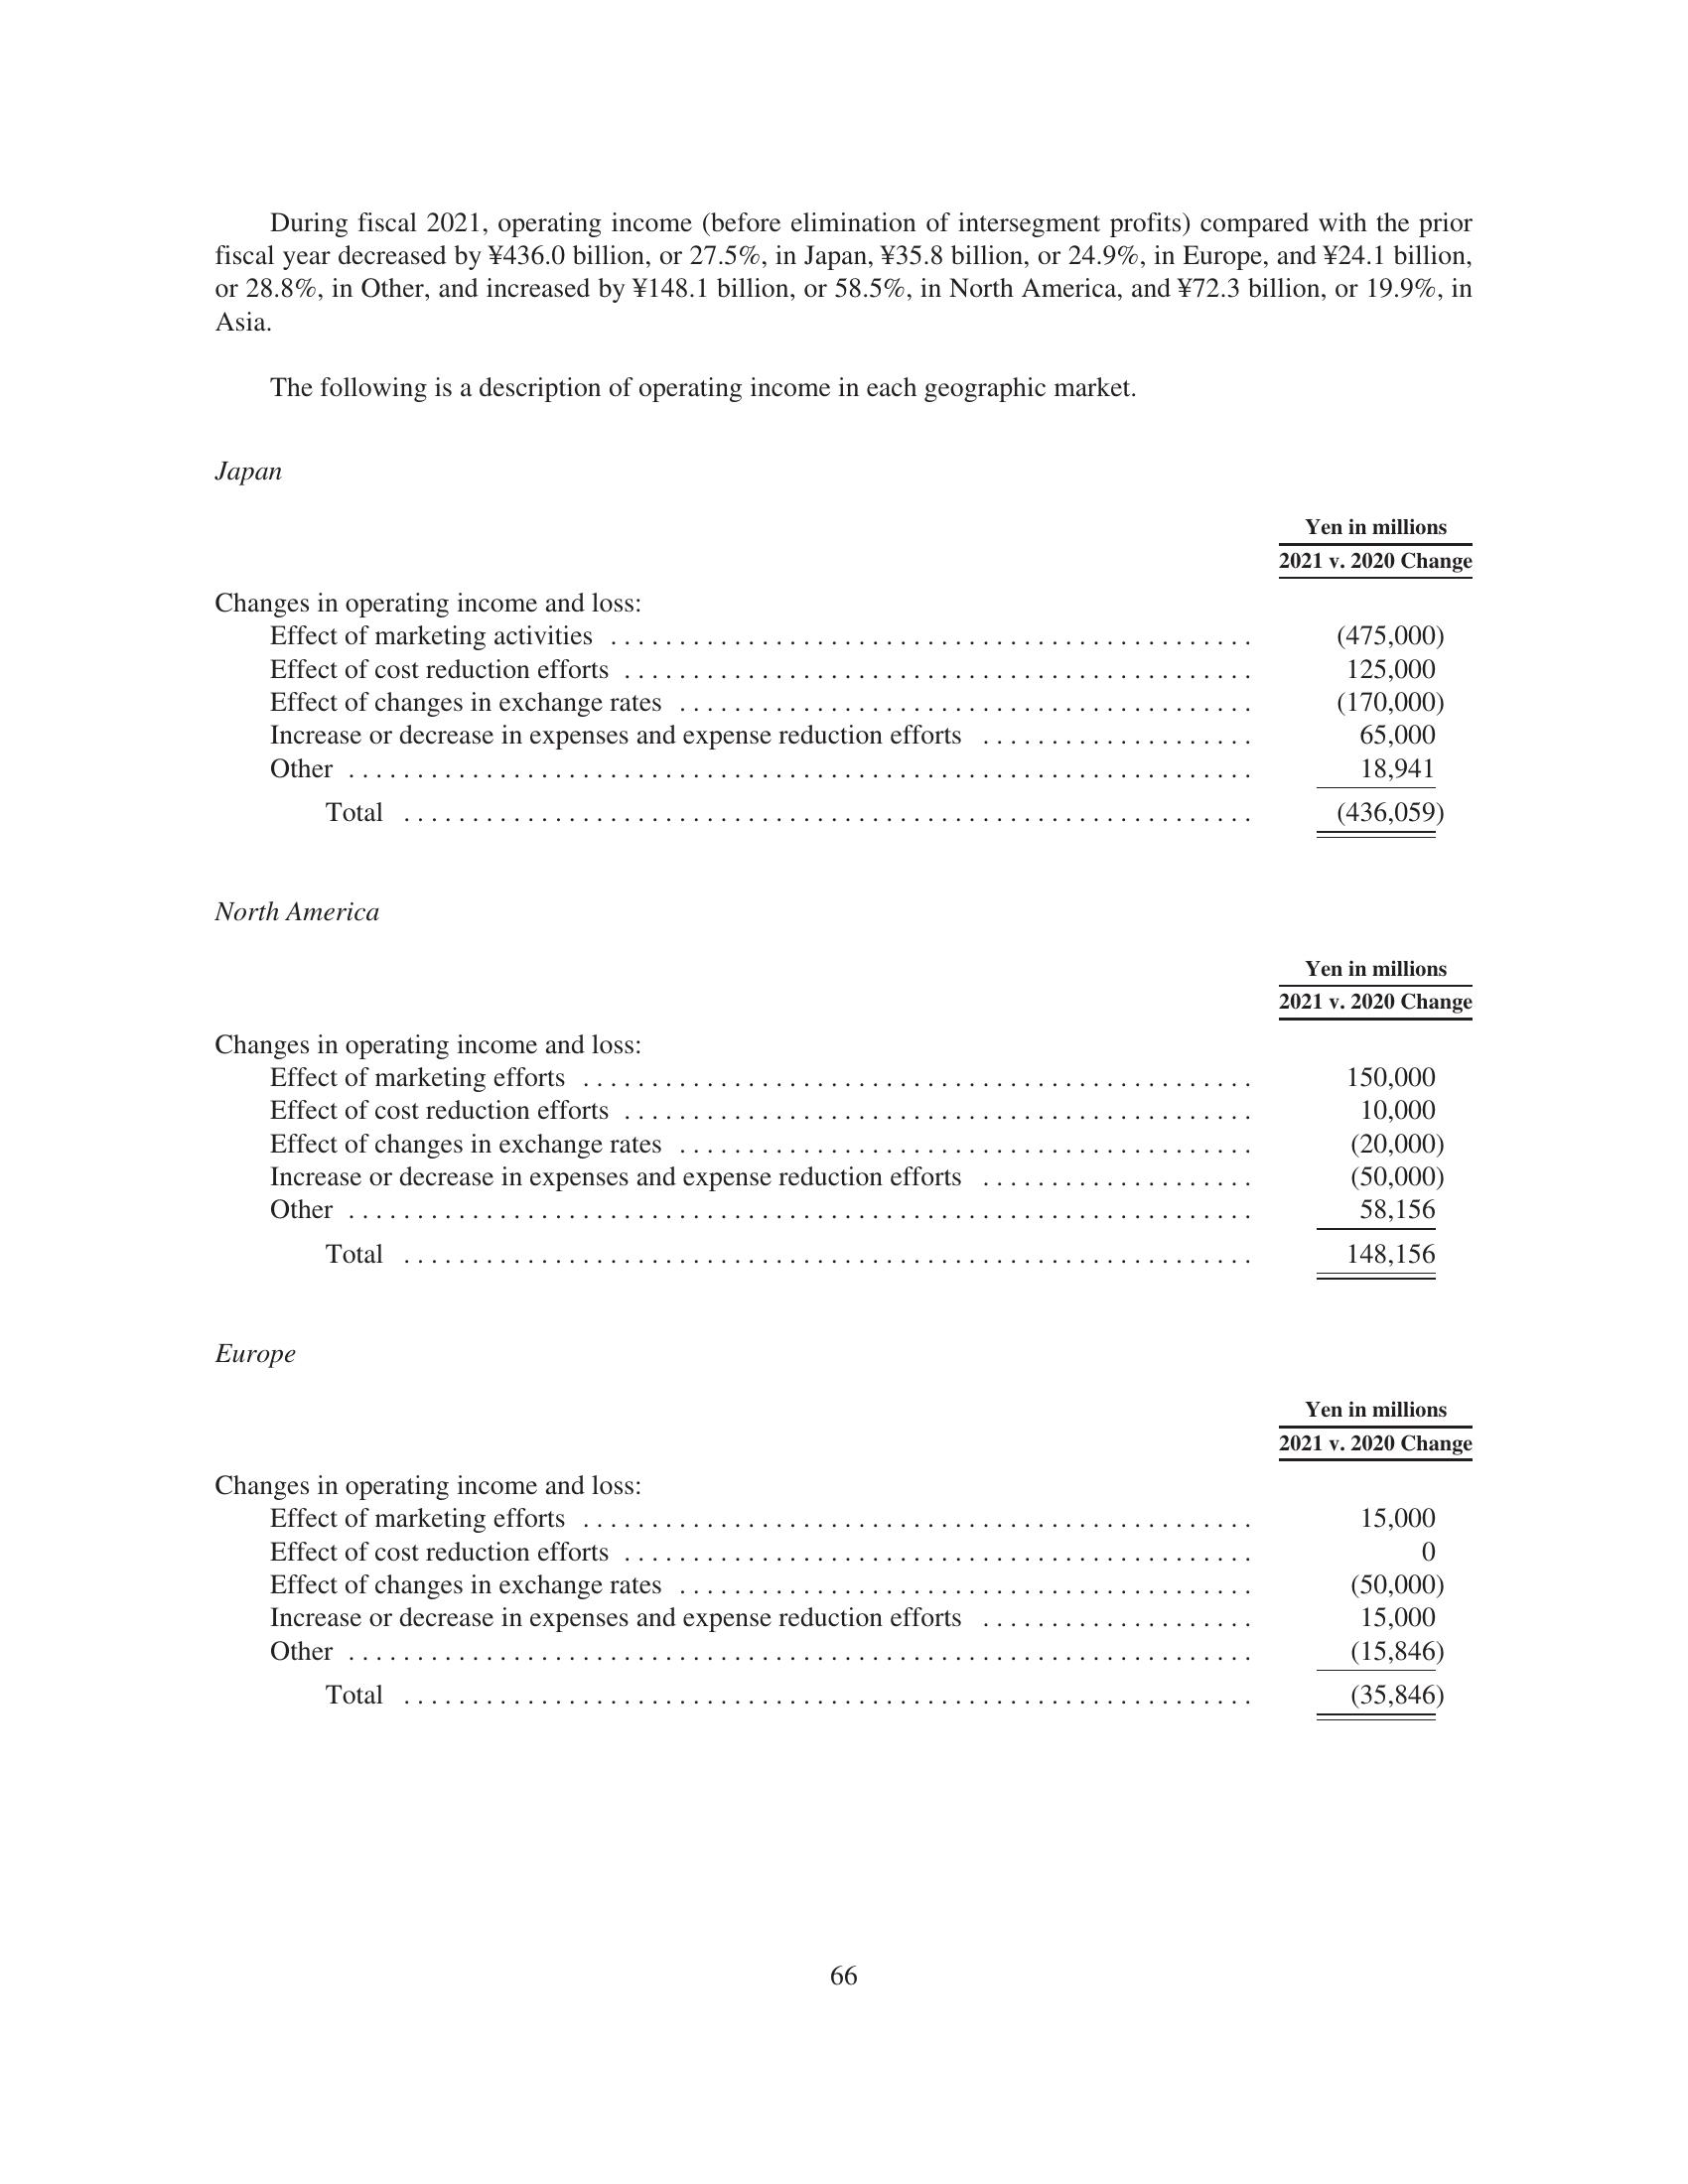 During fiscal 2021, operating income (before elimination of intersegment profits) compared with the prior
fiscal year decreased by ¥436.0 billion, or 27.5%, in Japan, ¥35.8 billion, or 24.9%, in Europe, and ¥24.1 billion,
or 28.8%, in Other, and increased by ¥148.1 billion, or 58.5%, in North America, and ¥72.3 billion, or 19.9%, in
Asia.
The following is a description of operating income in each geographic market.
Japan
Yen in millions
2021 v. 2020 Change
Changes in operating income and loss:
Effect of marketing activities (475,000)
Effect of cost reduction efforts 125,000
Effect of changes in exchange rates (170,000)
Increase or decrease in expenses and expense reduction efforts 65,000
Other 18,941
Total (436,059)
North America
Yen in millions
2021 v. 2020 Change
Changes in operating income and loss:
Effect of marketing efforts 150,000
Effect of cost reduction efforts 10,000
Effect of changes in exchange rates (20,000)
Increase or decrease in expenses and expense reduction efforts (50,000)
Other 58,156
Total 148,156
Europe
Yen in millions
2021 v. 2020 Change
Changes in operating income and loss:
Effect of marketing efforts 15,000
Effect of cost reduction efforts 0
Effect of changes in exchange rates (50,000)
Increase or decrease in expenses and expense reduction efforts 15,000
Other (15,846)
Total (35,846)
66